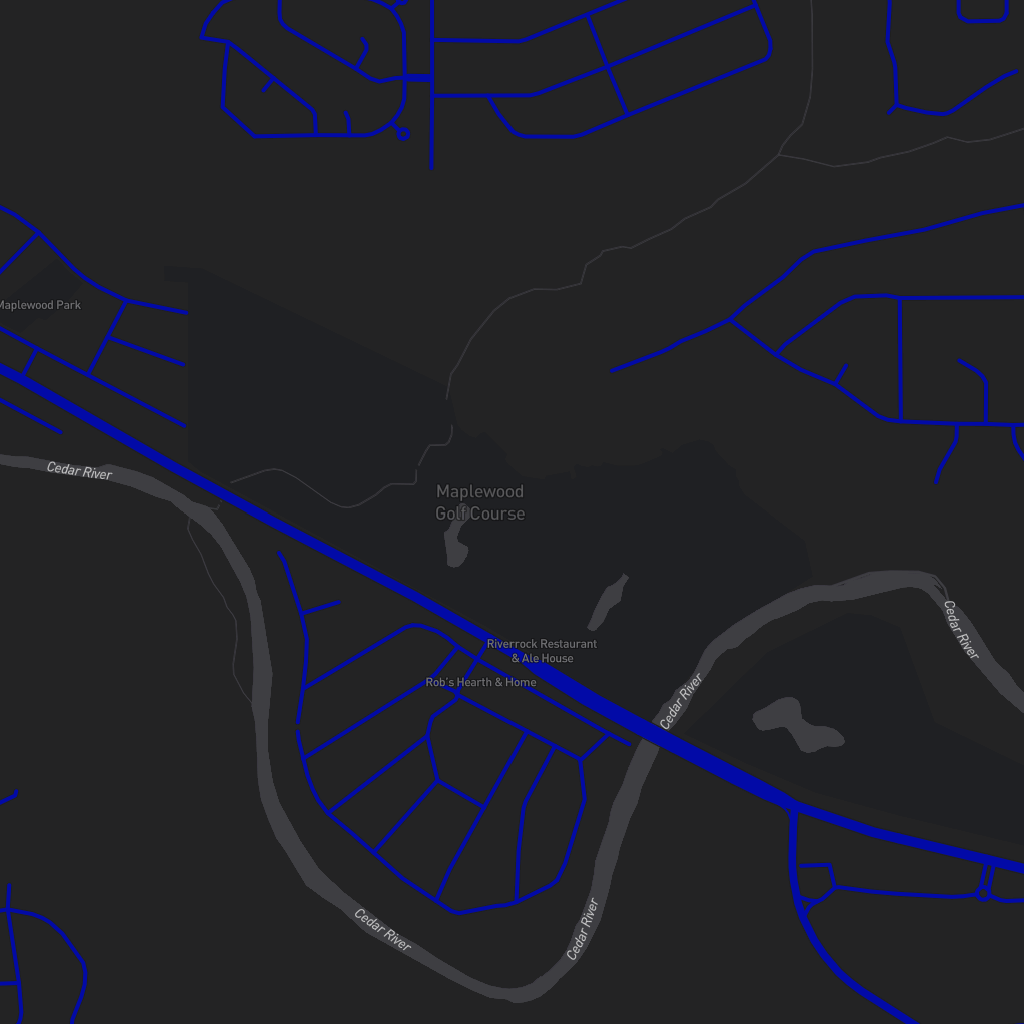 Maplewood Park
Cedar River
Maplewood
Golf Course
Cedar River
Riverrock Restaurant
& Ale House
Rob's Hearth & Home
Cedar River
Cedar River
Cedar River